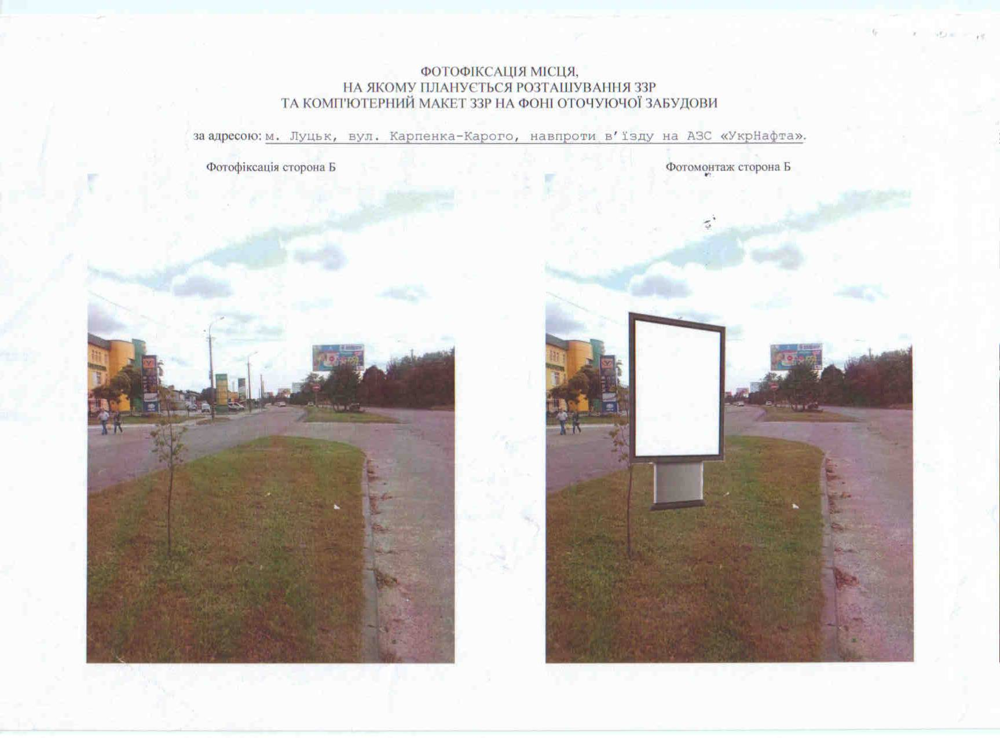 ФОТОФІКСАЦІЯ МІСЦЯ,
НА ЯКОМУ ПЛАНУЄТЬСЯ РОЗТАШУВАННЯ ЗЗР
ТА КОМП'ЮТЕРНИЙ МАКЕТ ЗЗР НА ФОНІ ОТОЧУЮЧОЇ ЗАБУДОВИ
за адресою: м. Луцьк, вул. Карпенка-Карого, навпроти в’їзду на АЗС «УкрНафта».
Фотофіксація сторона Б
Фотомонтаж сторона Б